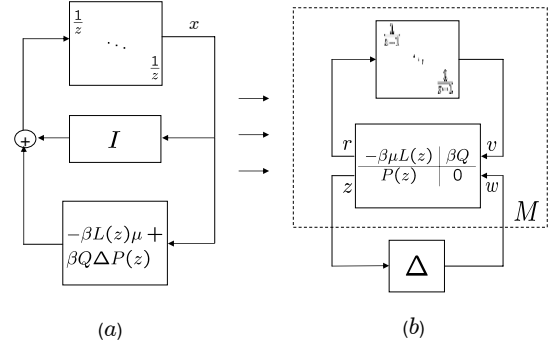 1/z
⋱
1/z
x
I
+
−βL(z)μ +
βQΔP(z)
(a)
⋱
r
v
−βμL(z) | βQ
P(z) | 0
z
w
M
Δ
(b)